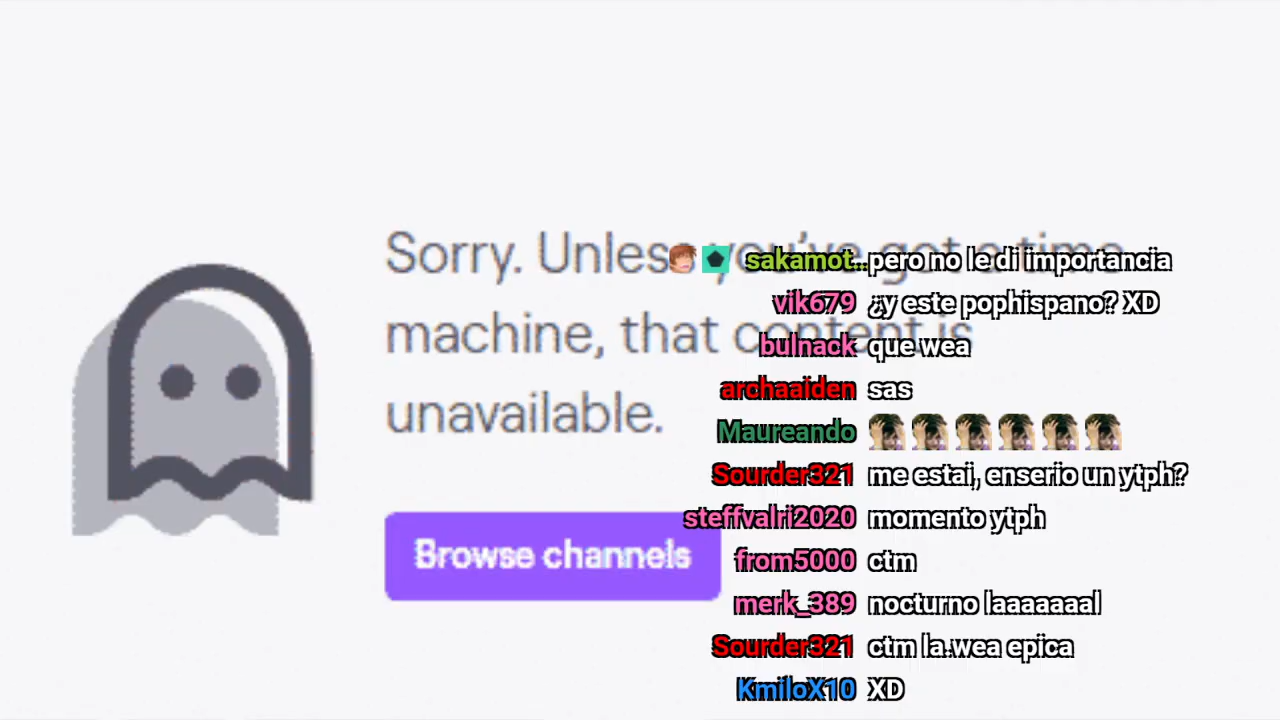 Sorry. Unless you've got a time
machine, that content is
unavailable.
Browse channels
sakamot... pero no le di importancia
vik679 ¿y este pophispano? XD
bulnack que wea
archaaiden sas
Maureando
Sourder321 me estai, enserio un ytph?
steffvalri2020 momento ytph
from5000 ctm
merk_389 nocturno laaaaaaal
Sourder321 ctm la wea epica
KmiloX10 XD